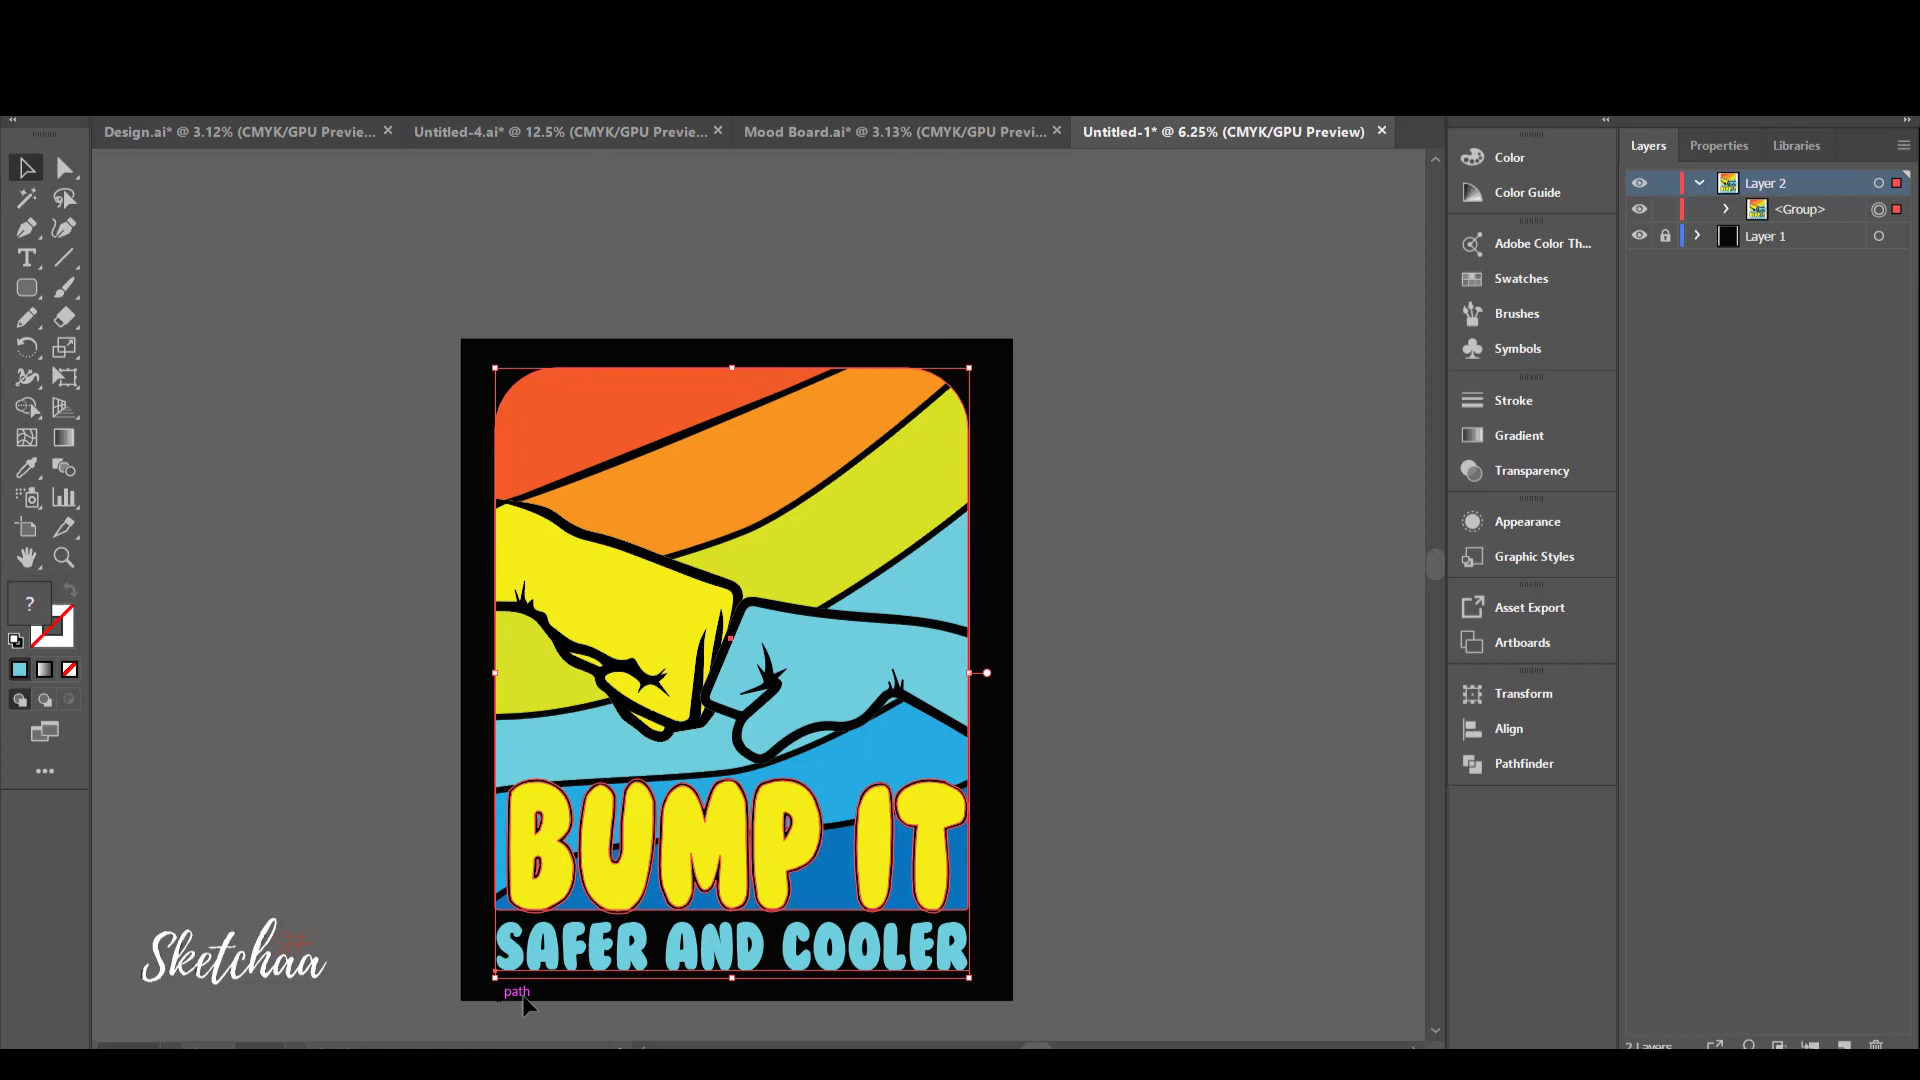 Design.ai* @ 3.12% (CMYK/GPU Previe...
Untitled-4.ai* @ 12.5% (CMYK/GPU Previe...
Mood Board.ai* @ 3.13% (CMYK/GPU Previ...
Untitled-1* @ 6.25% (CMYK/GPU Preview)
Color
Color Guide
Adobe Color Th...
Swatches
Brushes
Symbols
Stroke
Gradient
Transparency
Appearance
Graphic Styles
Asset Export
Artboards
Transform
Align
Pathfinder
Layers
Properties
Libraries
Layer 2
<Group>
Layer 1
2 Layers
?
BUMP IT
SAFER AND COOLER
path
Sketchaa